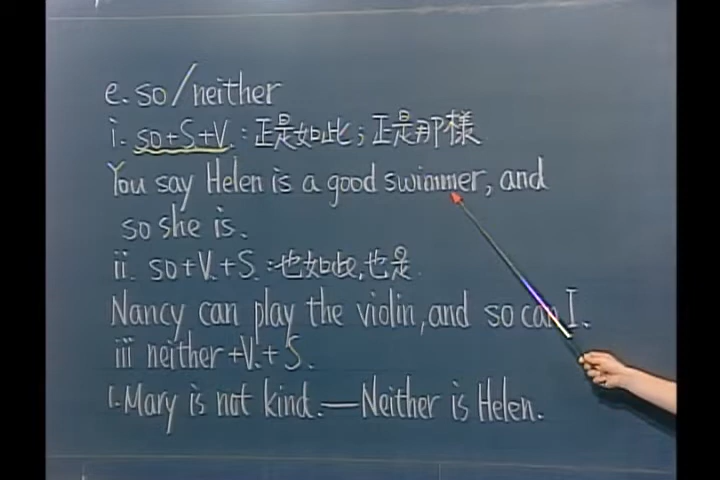 e. so/neither
i. so+S+V : 正是如此；正是那樣
You say Helen is a good swimmer, and
so she is.
ii. so+V.+S.:也如此,也是.
Nancy can play the violin, and so can I.
iii neither+V.+S.
1. Mary is not kind.—Neither is Helen.